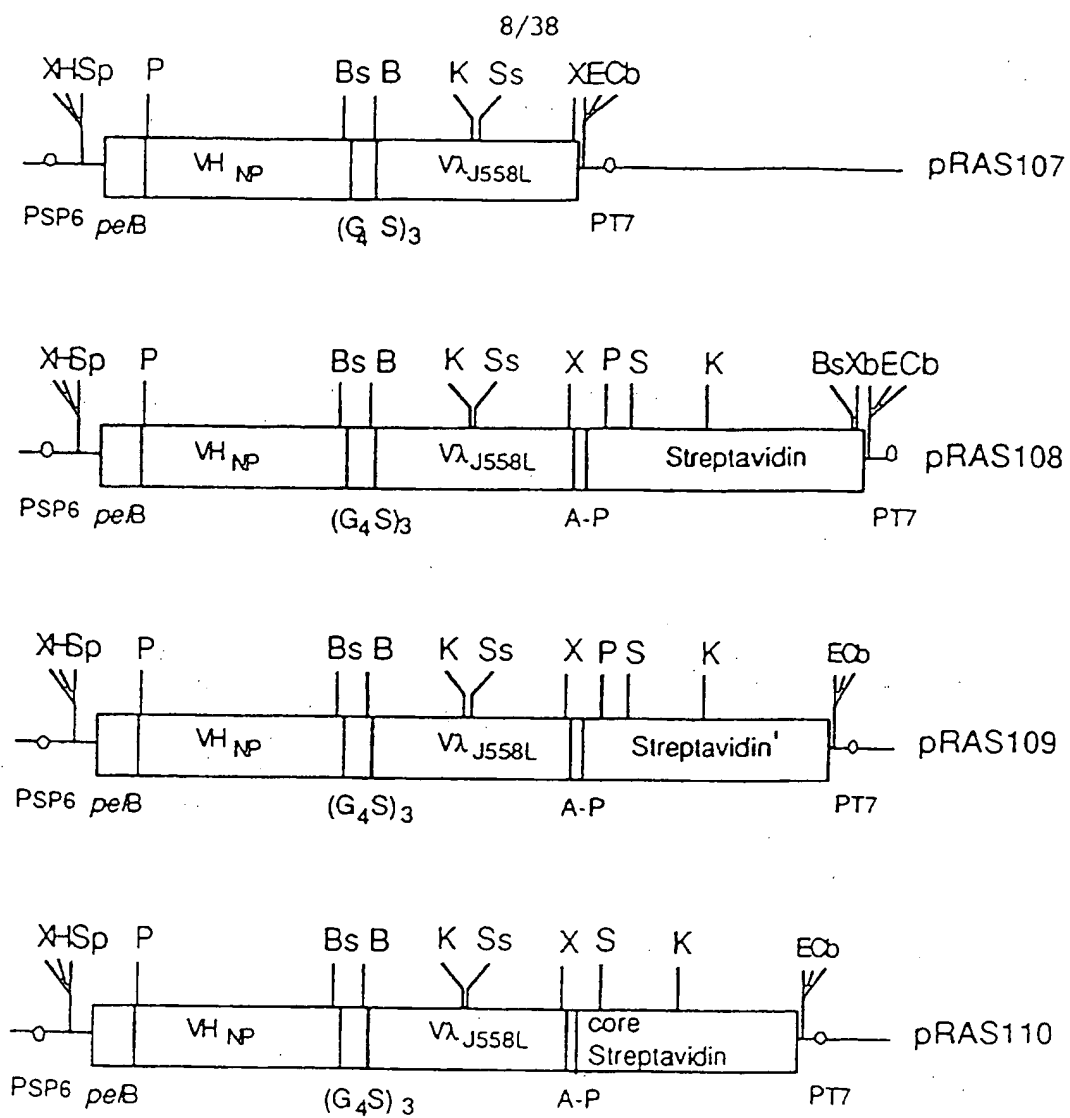 8/38
XHSp P Bs B K Ss XECb
VH NP Vλ J558L pRAS107
PSP6 pelB (G4 S)3 PT7
XHSp P Bs B K Ss X P S K BsXbECb
VH NP Vλ J558L Streptavidin pRAS108
PSP6 pelB (G4S)3 A-P PT7
XHSp P Bs B K Ss X P S K ECb
VH NP Vλ J558L Streptavidin' pRAS109
PSP6 pelB (G4S)3 A-P PT7
XHSp P Bs B K Ss X S K ECb
VH NP Vλ J558L core Streptavidin pRAS110
PSP6 pelB (G4S)3 A-P PT7